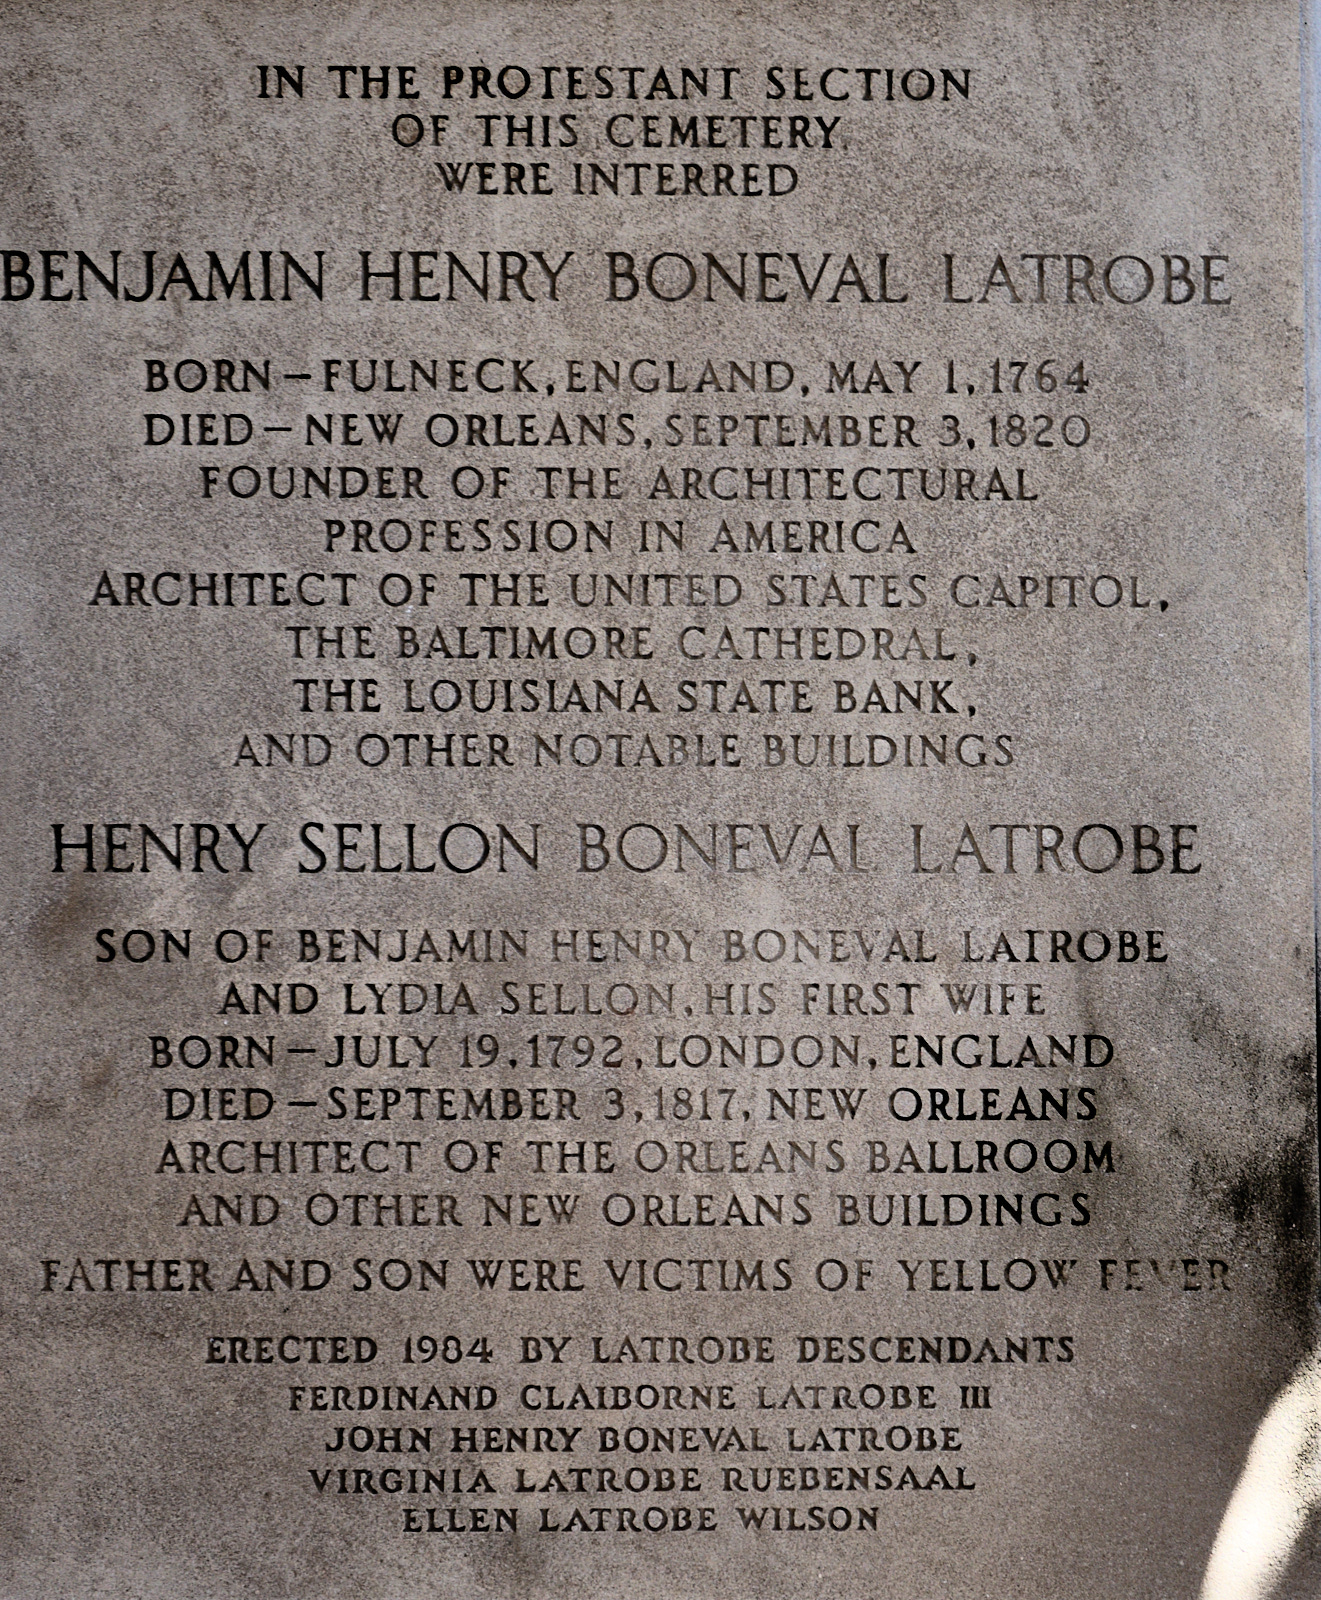 IN THE PROTESTANT SECTION
OF THIS CEMETERY
WERE INTERRED
BENJAMIN HENRY BONEVAL LATROBE
BORN – FULNECK, ENGLAND, MAY 1, 1764
DIED – NEW ORLEANS, SEPTEMBER 3, 1820
FOUNDER OF THE ARCHITECTURAL
PROFESSION IN AMERICA
ARCHITECT OF THE UNITED STATES CAPITOL,
THE BALTIMORE CATHEDRAL,
THE LOUISIANA STATE BANK,
AND OTHER NOTABLE BUILDINGS
HENRY SELLON BONEVAL LATROBE
SON OF BENJAMIN HENRY BONEVAL LATROBE
AND LYDIA SELLON, HIS FIRST WIFE
BORN – JULY 19, 1792, LONDON, ENGLAND
DIED – SEPTEMBER 3, 1817, NEW ORLEANS
ARCHITECT OF THE ORLEANS BALLROOM
AND OTHER NEW ORLEANS BUILDINGS
FATHER AND SON WERE VICTIMS OF YELLOW FEVER
ERECTED 1984 BY LATROBE DESCENDANTS
FERDINAND CLAIBORNE LATROBE III
JOHN HENRY BONEVAL LATROBE
VIRGINIA LATROBE RUEBENSAAL
ELLEN LATROBE WILSON